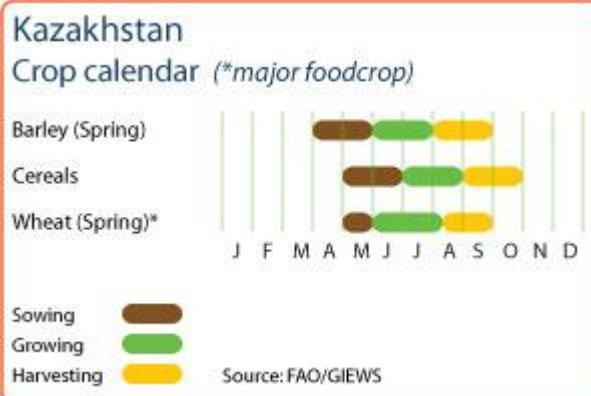 Kazakhstan
Crop calendar (*major foodcrop)
Barley (Spring)
Cereals
Wheat (Spring)*
J F M A M J J A S O N D
Sowing
Growing
Harvesting
Source: FAO/GIEWS